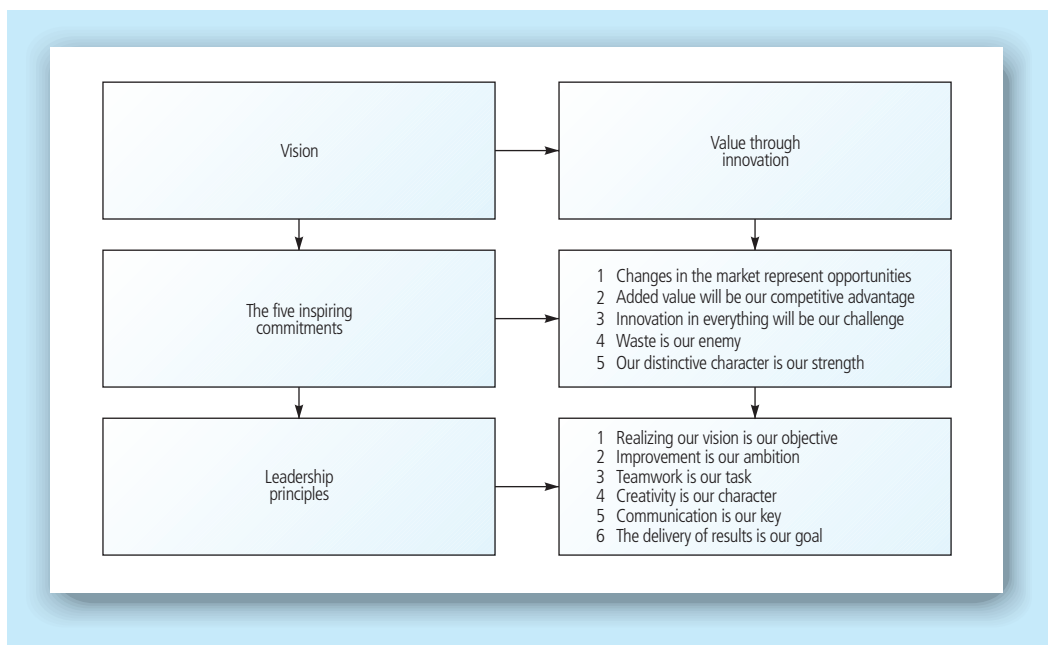 Vision
Value through
innovation
The five inspiring
commitments
1 Changes in the market represent opportunities
2 Added value will be our competitive advantage
3 Innovation in everything will be our challenge
4 Waste is our enemy
5 Our distinctive character is our strength
Leadership
principles
1 Realizing our vision is our objective
2 Improvement is our ambition
3 Teamwork is our task
4 Creativity is our character
5 Communication is our key
6 The delivery of results is our goal